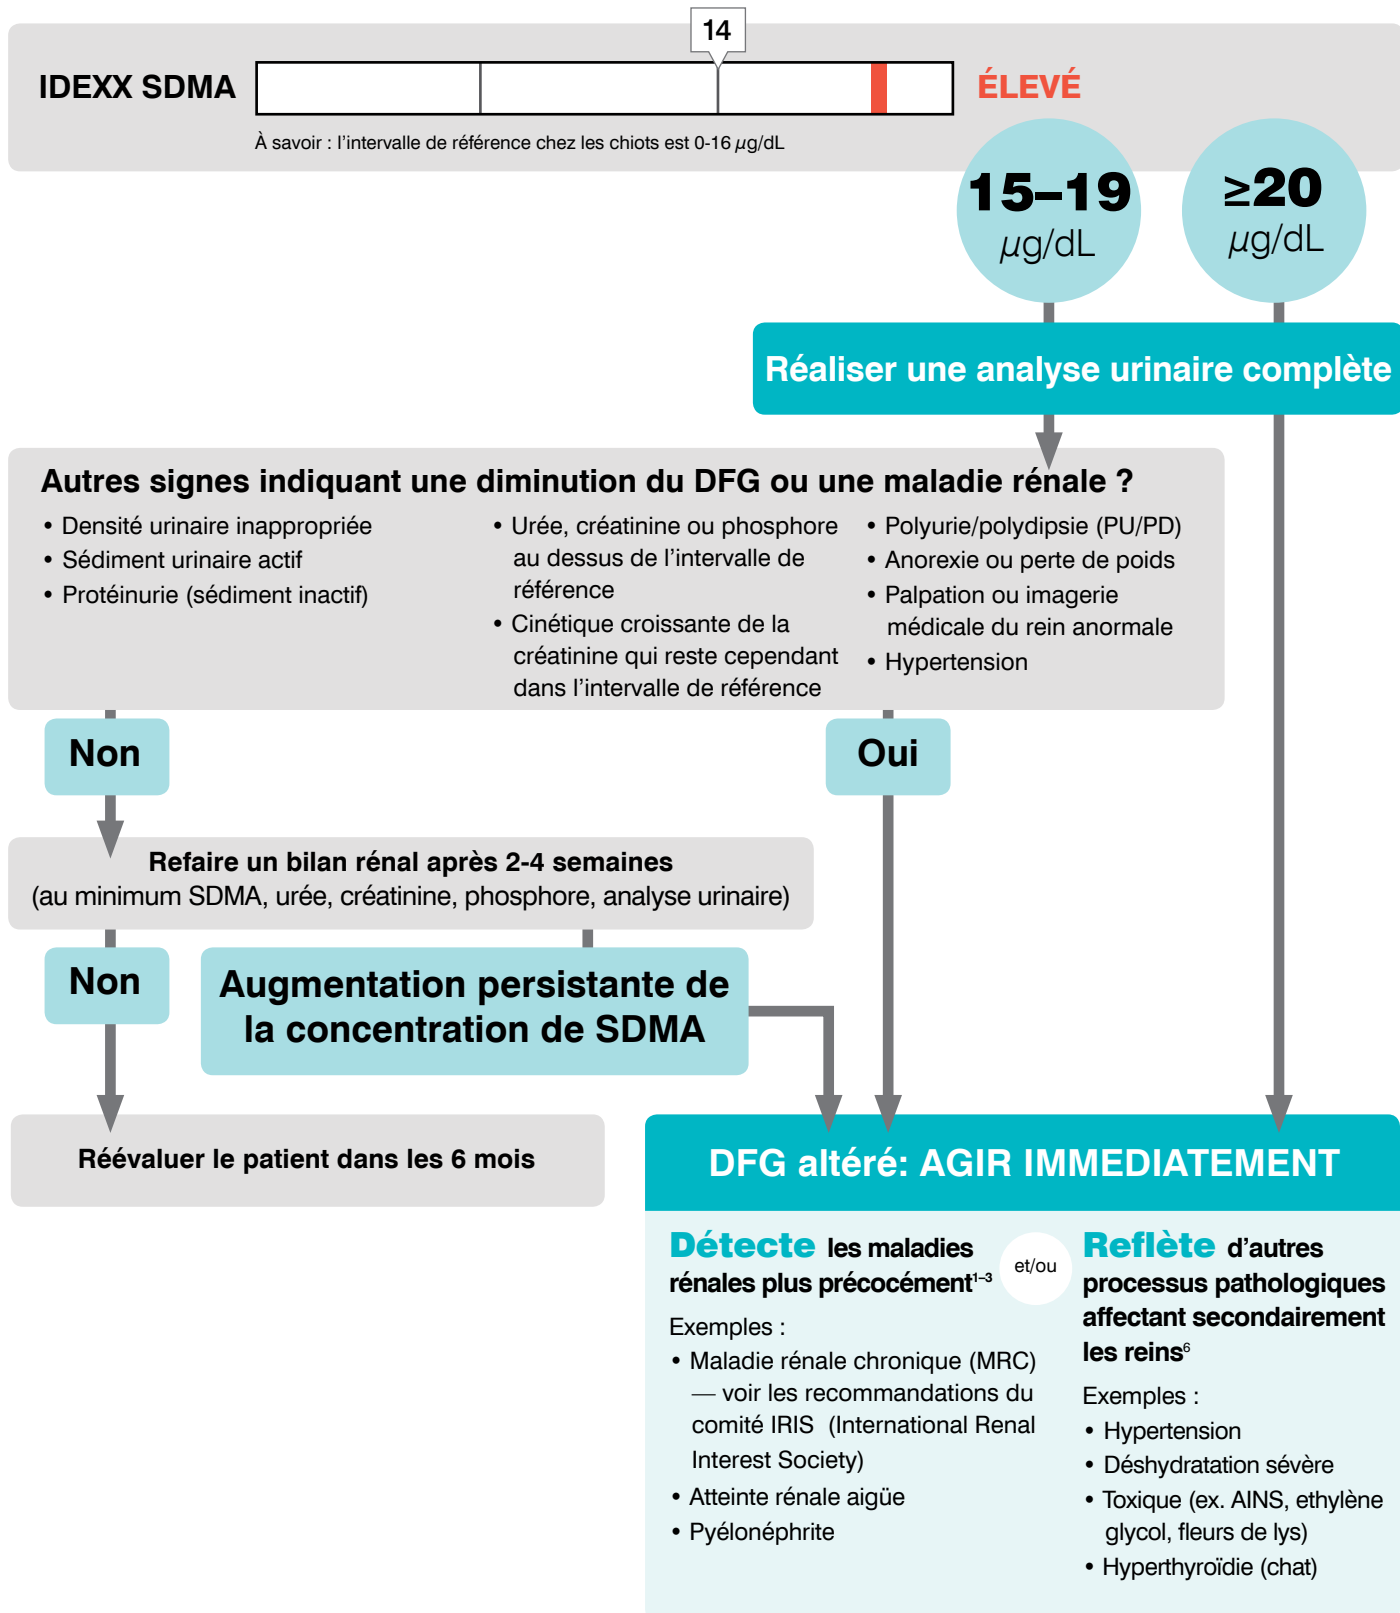 14
IDEXX SDMA
ÉLEVÉ
À savoir : l'intervalle de référence chez les chiots est 0-16 µg/dL
15–19
µg/dL
≥20
µg/dL
Réaliser une analyse urinaire complète
Autres signes indiquant une diminution du DFG ou une maladie rénale ?
• Densité urinaire inappropriée
• Sédiment urinaire actif
• Protéinurie (sédiment inactif)
• Urée, créatinine ou phosphore
au dessus de l'intervalle de
référence
• Cinétique croissante de la
créatinine qui reste cependant
dans l'intervalle de référence
• Polyurie/polydipsie (PU/PD)
• Anorexie ou perte de poids
• Palpation ou imagerie
médicale du rein anormale
• Hypertension
Non
Oui
Refaire un bilan rénal après 2-4 semaines
(au minimum SDMA, urée, créatinine, phosphore, analyse urinaire)
Non
Augmentation persistante de
la concentration de SDMA
Réévaluer le patient dans les 6 mois
DFG altéré: AGIR IMMEDIATEMENT
Détecte les maladies
rénales plus précocément1–3
Exemples :
• Maladie rénale chronique (MRC)
— voir les recommandations du
comité IRIS (International Renal
Interest Society)
• Atteinte rénale aigüe
• Pyélonéphrite
et/ou
Reflète d'autres
processus pathologiques
affectant secondairement
les reins6
Exemples :
• Hypertension
• Déshydratation sévère
• Toxique (ex. AINS, ethylène
glycol, fleurs de lys)
• Hyperthyroïdie (chat)